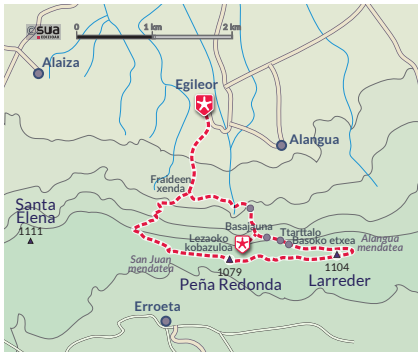 ©sua
EDIZIOAK
0 1 km 2 km
Alaiza
Egileor
Alangua
Fraideen
xenda
Santa
Elena
1111
Basajauna
Ttarttalo
Basoko etxea
Lezaoko
kobazuloa
Alangua
mendatea
San Juan
mendatea
1079
Peña Redonda
1104
Larreder
Erroeta